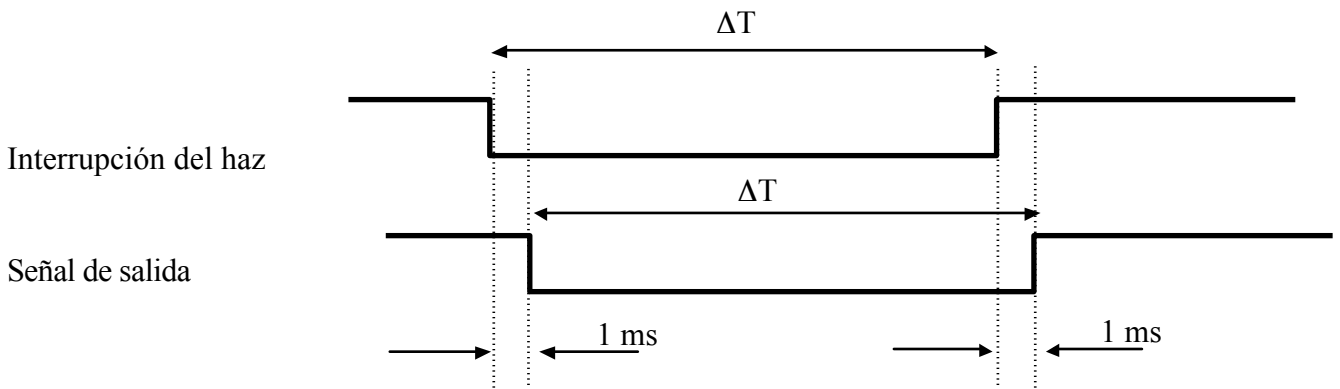 ΔT
Interrupción del haz
ΔT
Señal de salida
1 ms
1 ms